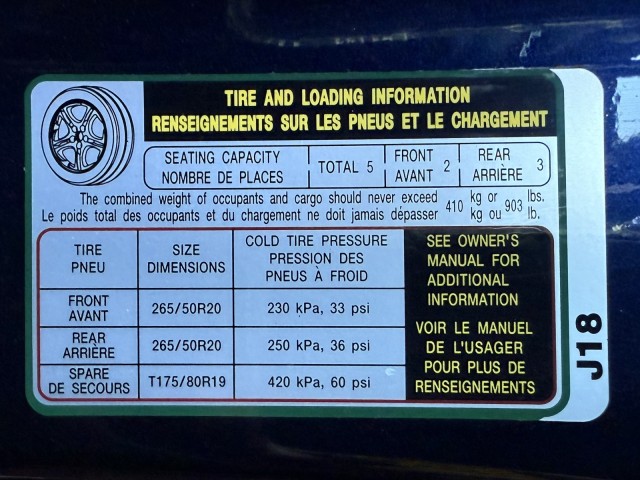 TIRE AND LOADING INFORMATION
RENSEIGNEMENTS SUR LES PNEUS ET LE CHARGEMENT
SEATING CAPACITY
NOMBRE DE PLACES
TOTAL 5
FRONT
AVANT 2
REAR
ARRIÈRE 3
The combined weight of occupants and cargo should never exceed 410 kg or 903 lbs.
Le poids total des occupants et du chargement ne doit jamais dépasser kg ou lb.
TIRE
PNEU
SIZE
DIMENSIONS
COLD TIRE PRESSURE
PRESSION DES
PNEUS À FROID
FRONT
AVANT
265/50R20
230 kPa, 33 psi
REAR
ARRIÈRE
265/50R20
250 kPa, 36 psi
SPARE
DE SECOURS
T175/80R19
420 kPa, 60 psi
SEE OWNER'S
MANUAL FOR
ADDITIONAL
INFORMATION
VOIR LE MANUEL
DE L'USAGER
POUR PLUS DE
RENSEIGNEMENTS
J18